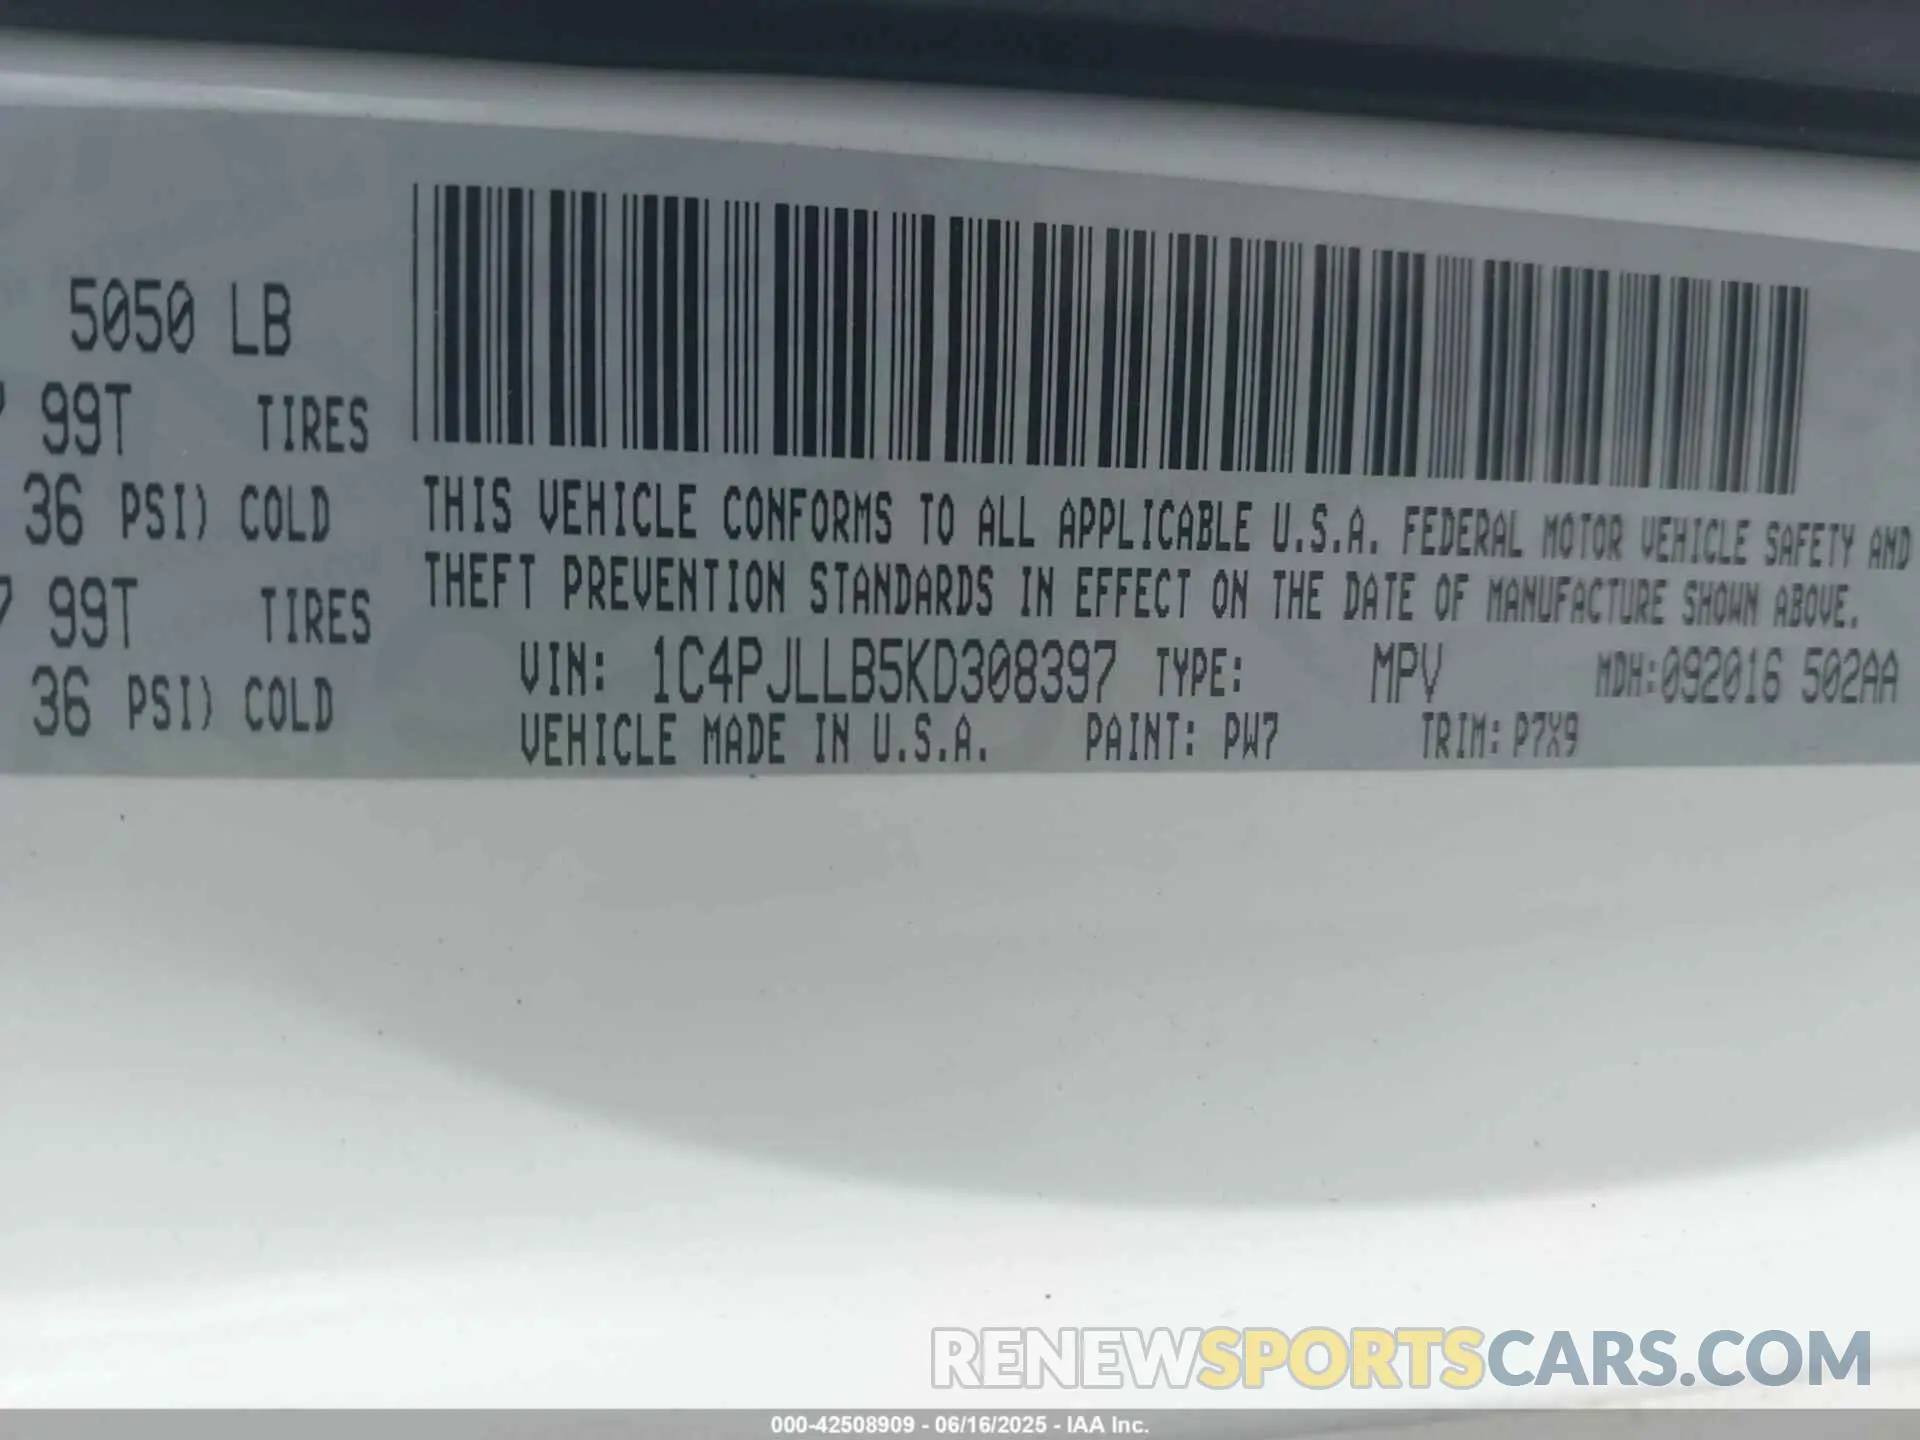 5050 LB
99T TIRES
36 PSI) COLD
7 99T TIRES
36 PSI) COLD
THIS VEHICLE CONFORMS TO ALL APPLICABLE U.S.A. FEDERAL MOTOR VEHICLE SAFETY AND
THEFT PREVENTION STANDARDS IN EFFECT ON THE DATE OF MANUFACTURE SHOWN ABOVE.
VIN: 1C4PJLLB5KD308397 TYPE: MPV MDH:092016 502AA
VEHICLE MADE IN U.S.A. PAINT: PW7 TRIM: P7X9
RENEWSPORTSCARS.COM
000-42508909 - 06/16/2025 - IAA Inc.